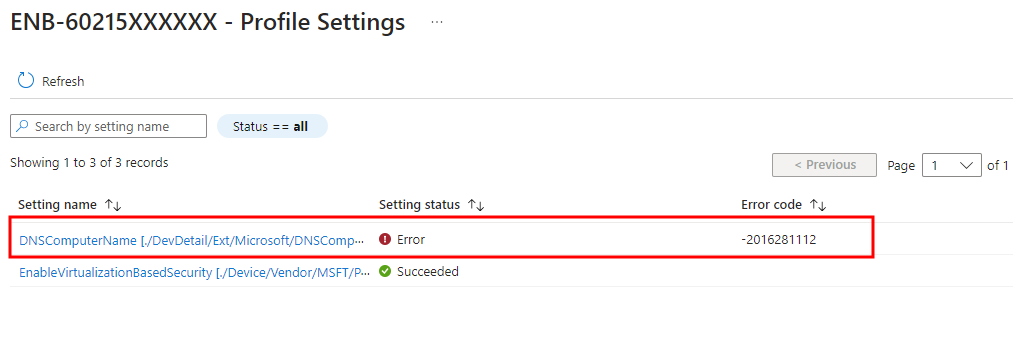 ENB-60215XXXXXX - Profile Settings ...
Refresh
Search by setting name Status == all
Showing 1 to 3 of 3 records < Previous Page 1 of 1
Setting name ↑↓ Setting status ↑↓ Error code ↑↓
DNSComputerName [./DevDetail/Ext/Microsoft/DNSComp... Error -2016281112
EnableVirtualizationBasedSecurity [./Device/Vendor/MSFT/P... Succeeded